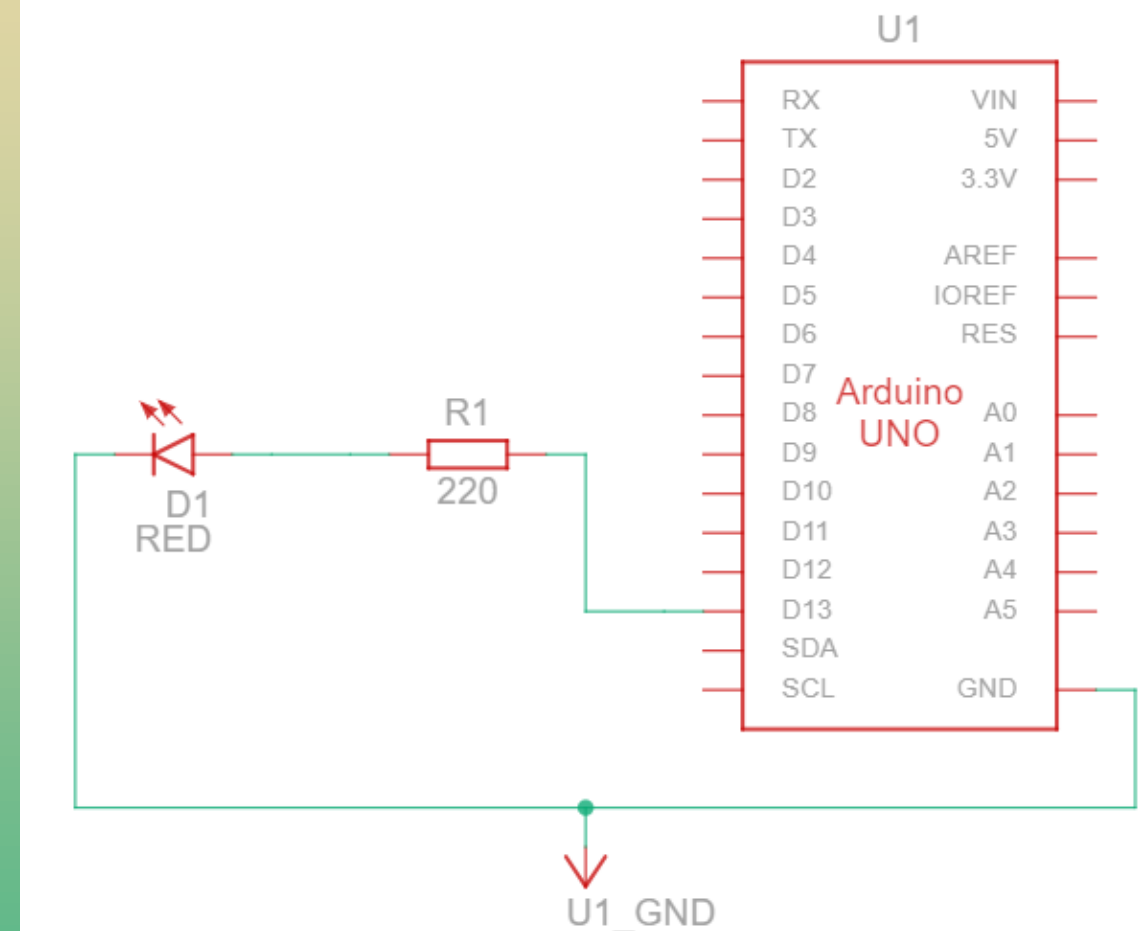 U1
RX VIN
TX 5V
D2 3.3V
D3
D4 AREF
D5 IOREF
D6 RES
D7
Arduino
UNO
D8 A0
D9 A1
D10 A2
D11 A3
D12 A4
D13 A5
SDA
SCL GND
R1
220
D1
RED
U1_GND